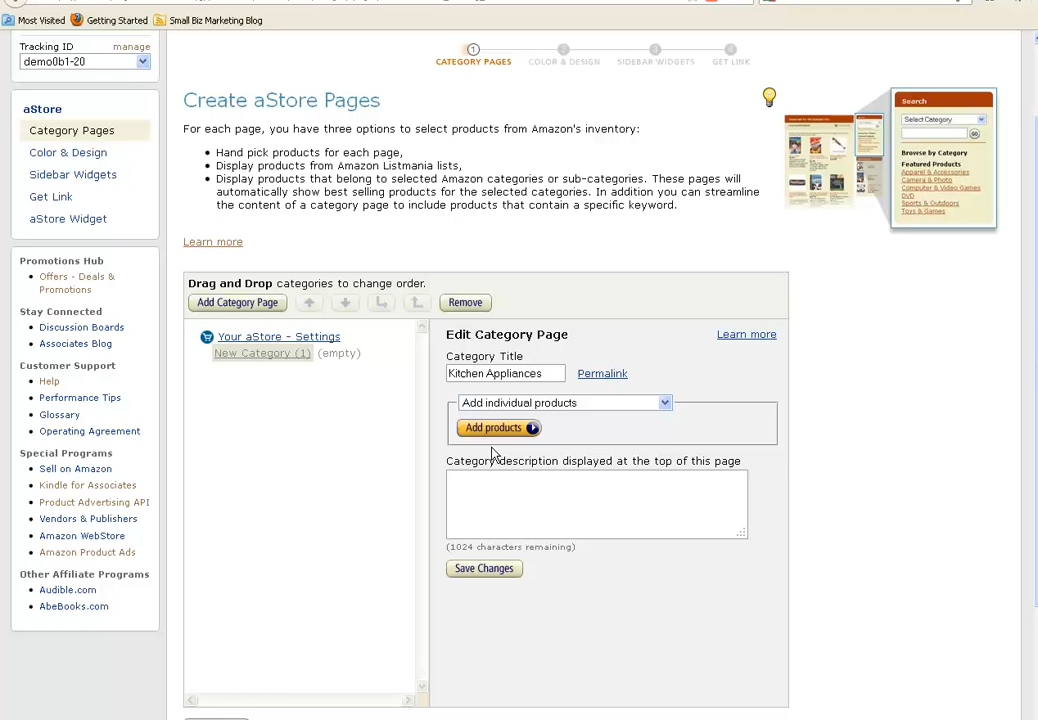 Most Visited Getting Started Small Biz Marketing Blog
Tracking ID manage
demo0b1-20
aStore
Category Pages
Color & Design
Sidebar Widgets
Get Link
aStore Widget
Promotions Hub
Offers - Deals &
Promotions
Stay Connected
Discussion Boards
Associates Blog
Customer Support
Help
Performance Tips
Glossary
Operating Agreement
Special Programs
Sell on Amazon
Kindle for Associates
Product Advertising API
Vendors & Publishers
Amazon WebStore
Amazon Product Ads
Other Affiliate Programs
Audible.com
AbeBooks.com
1 2 3 4
CATEGORY PAGES COLOR & DESIGN SIDEBAR WIDGETS GET LINK
Create aStore Pages
For each page, you have three options to select products from Amazon's inventory:
Hand pick products for each page,
Display products from Amazon Listmania lists,
Display products that belong to selected Amazon categories or sub-categories. These pages will
automatically show best selling products for the selected categories. In addition you can streamline
the content of a category page to include products that contain a specific keyword.
Learn more
Search
Select Category
GO
Browse by Category
Featured Products
Apparel & Accessories
Camera & Photo
Computer & Video Games
DVD
Sports & Outdoors
Toys & Games
Drag and Drop categories to change order.
Add Category Page Remove
Your aStore - Settings
New Category (1) (empty)
Edit Category Page Learn more
Category Title
Kitchen Appliances Permalink
Add individual products
Add products
Category description displayed at the top of this page
(1024 characters remaining)
Save Changes